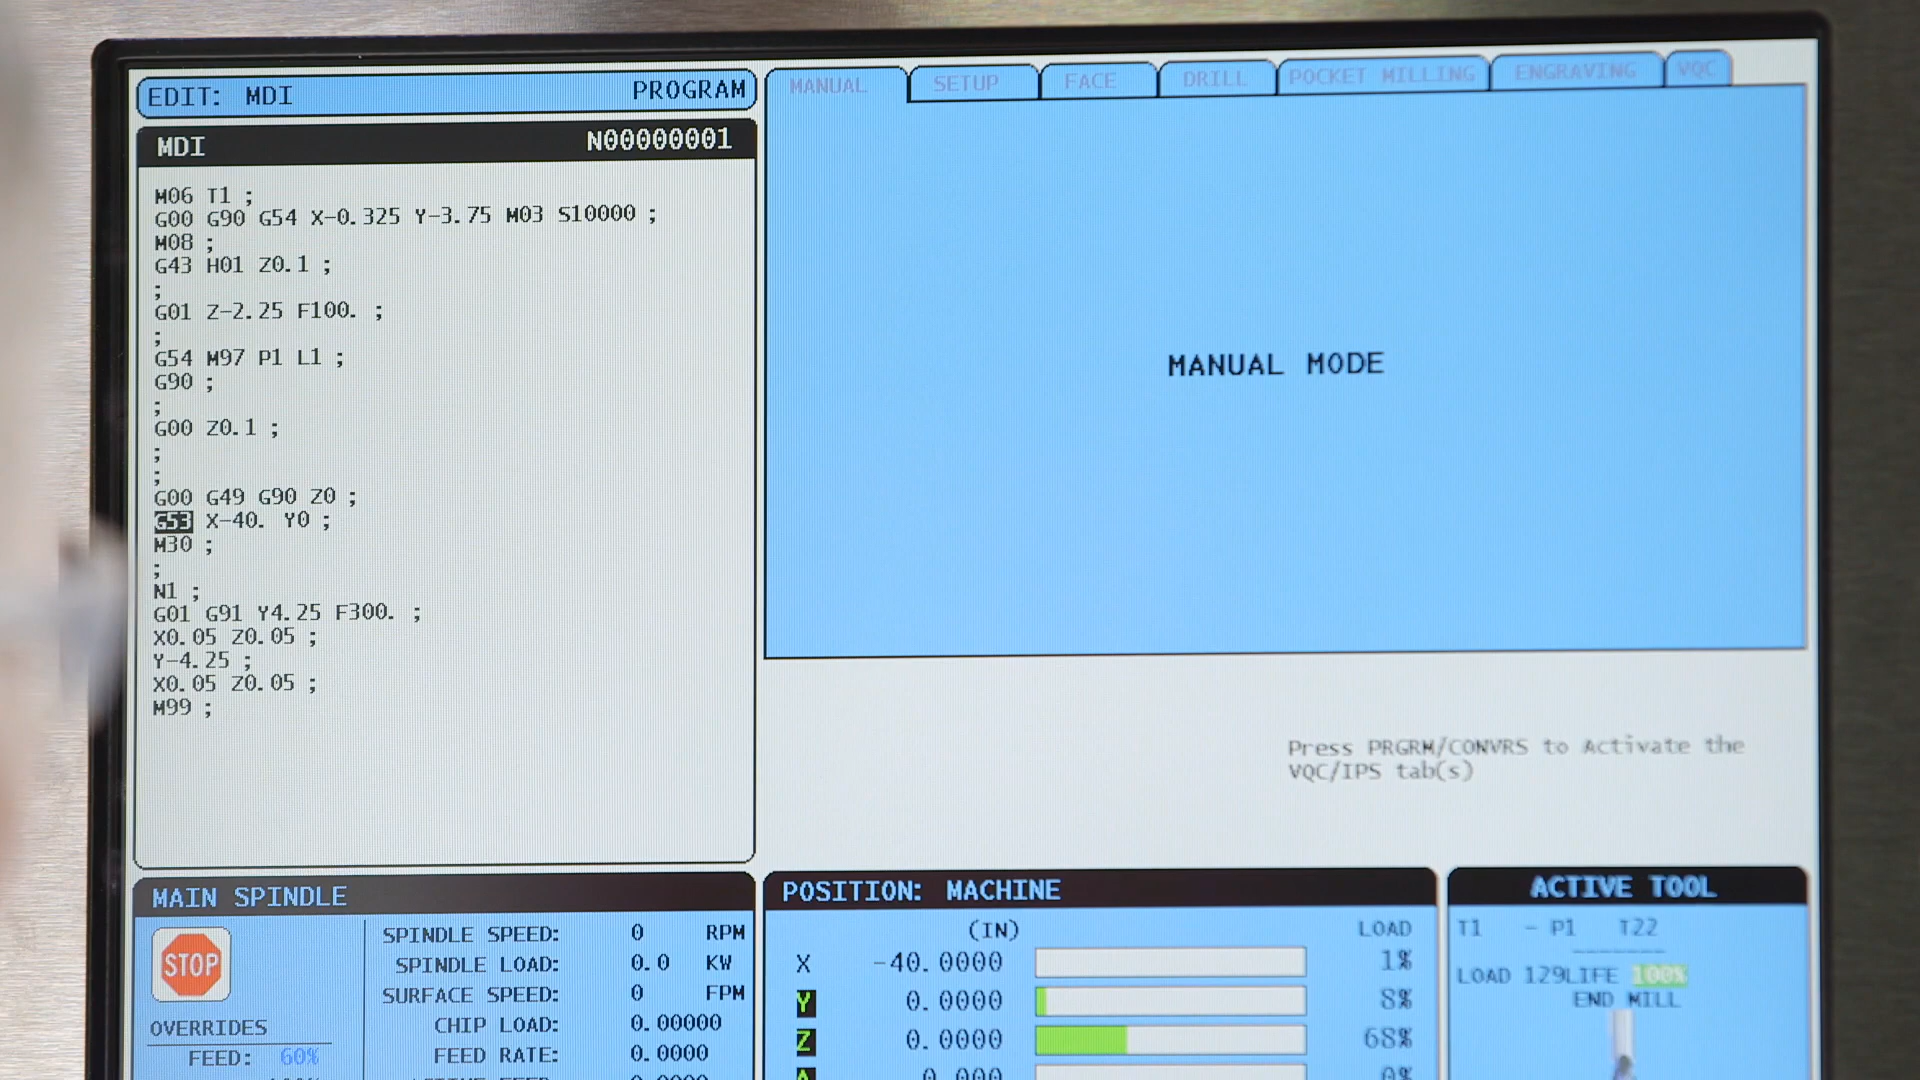 EDIT: MDI PROGRAM
MDI N00000001
M06 T1 ;
G00 G90 G54 X-0.325 Y-3.75 M03 S10000 ;
M08 ;
G43 H01 Z0.1 ;
;
G01 Z-2.25 F100. ;
;
G54 M97 P1 L1 ;
G90 ;
;
G00 Z0.1 ;
;
;
G00 G49 G90 Z0 ;
G53 X-40. Y0 ;
M30 ;
;
N1 ;
G01 G91 Y4.25 F300. ;
X0.05 Z0.05 ;
Y-4.25 ;
X0.05 Z0.05 ;
M99 ;
MANUAL SETUP FACE DRILL POCKET MILLING ENGRAVING VQC
MANUAL MODE
Press PRGRM/CONVRS to Activate the
VQC/IPS tab(s)
MAIN SPINDLE
STOP
OVERRIDES
FEED: 60%
SPINDLE SPEED: 0 RPM
SPINDLE LOAD: 0.0 KW
SURFACE SPEED: 0 FPM
CHIP LOAD: 0.00000
FEED RATE: 0.0000
POSITION: MACHINE
(IN) LOAD
X -40.0000 1%
Y 0.0000 8%
Z 0.0000 68%
ACTIVE TOOL
T1 - P1 T22
LOAD 129LIFE 100%
END MILL